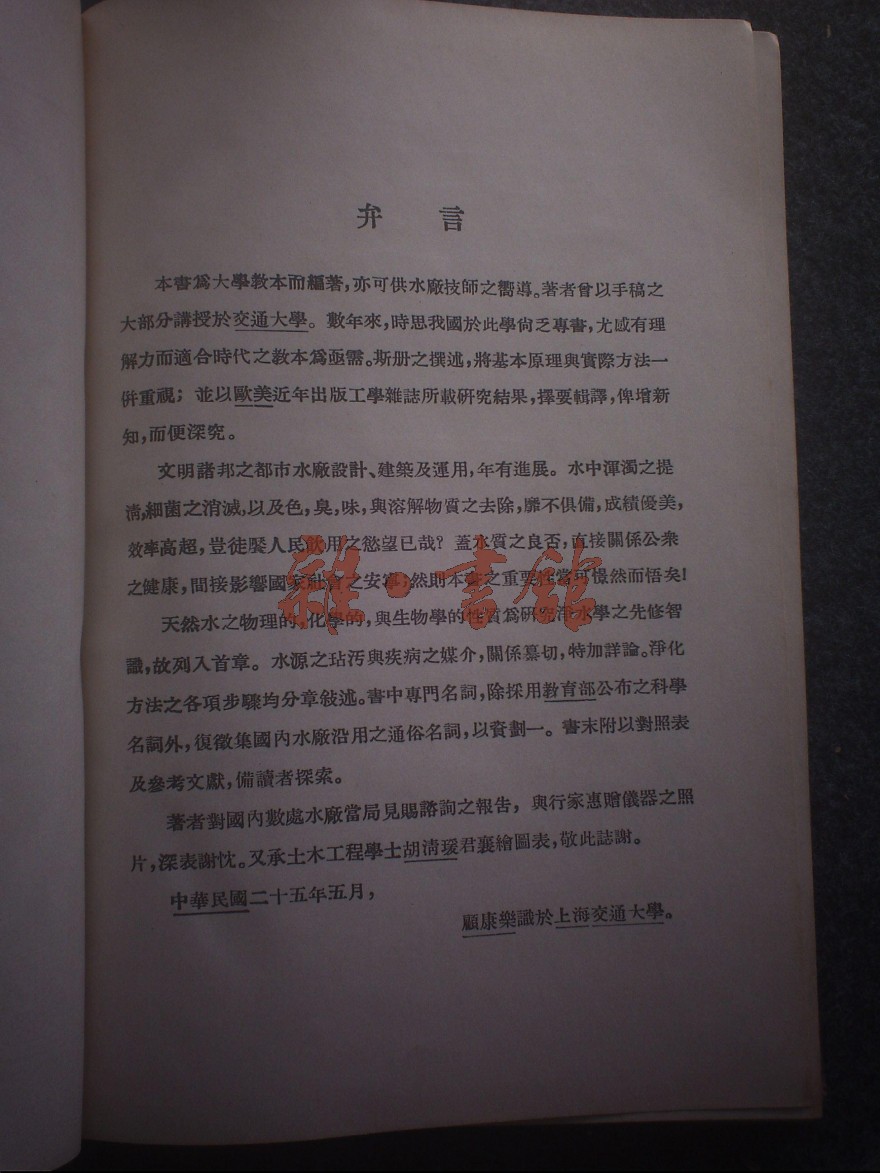 弁言
本書爲大學教本而編著,亦可供水廠技師之嚮導。著者曾以手稿之
大部分講授於交通大學。數年來,時思我國於此學尙乏專書,尤感有理
解力而適合時代之教本爲亟需。斯册之撰述,將基本原理與實際方法一
併重視;並以歐美近年出版工學雜誌所載研究結果,擇要輯譯,俾增新
知,而便深究。
文明諸邦之都市水廠設計、建築及運用,年有進展。水中渾濁之提
淸,細菌之消滅,以及色,臭,味,與溶解物質之去除,靡不俱備,成績優美,
效率高超,豈徒饜人民飮用之慾望已哉?蓋水質之良否,直接關係公衆
之健康,間接影響國家社會之安寧;然則本書之重要性當可憬然而悟矣!
天然水之物理的,化學的,與生物學的性質爲研究淨水學之先修智
識,故列入首章。水源之玷汚與疾病之媒介,關係綦切,特加詳論。淨化
方法之各項步驟均分章敍述。書中專門名詞,除採用教育部公布之科學
名詞外,復徵集國內水廠沿用之通俗名詞,以資劃一。書末附以對照表
及參考文獻,備讀者探索。
著者對國內數處水廠當局見賜諮詢之報告,與行家惠贈儀器之照
片,深表謝忱。又承土木工程學士胡淸瑗君襄繪圖表,敬此誌謝。
中華民國二十五年五月,
顧康樂識於上海交通大學。
雜·書館